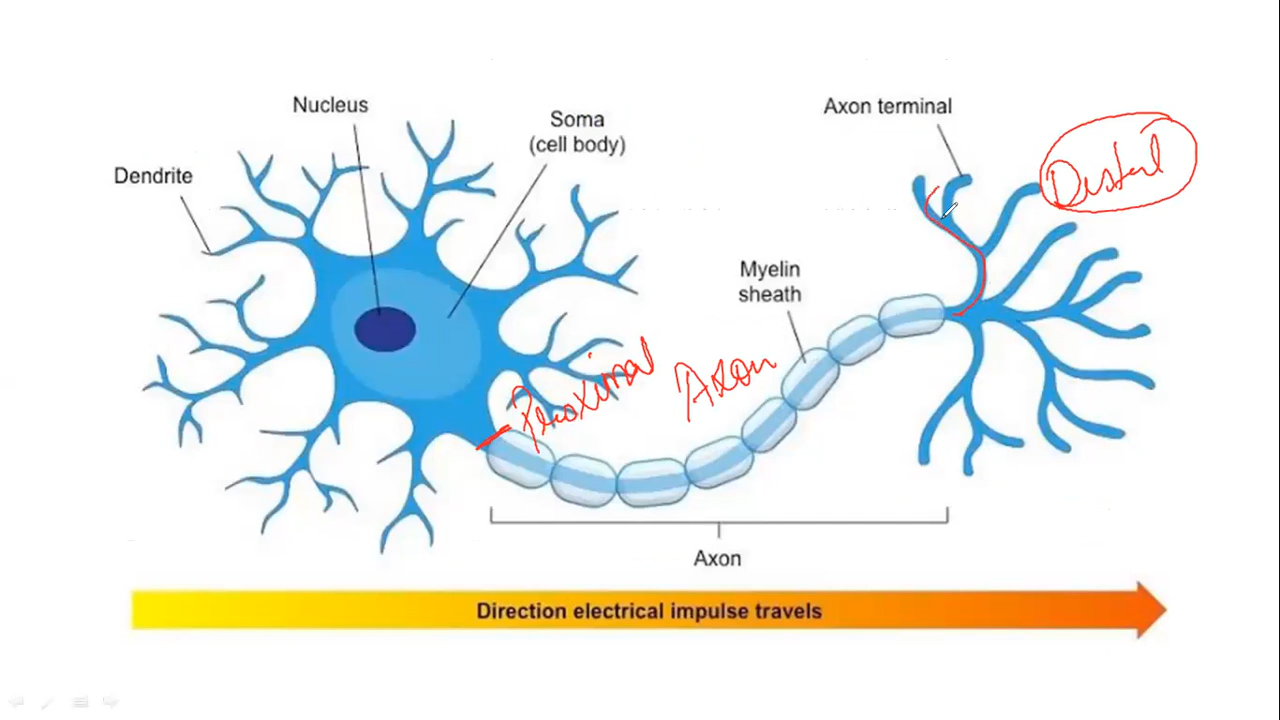 Nucleus
Soma
(cell body)
Axon terminal
Dendrite
Distal
Myelin
sheath
Proximal
Axon
Axon
Direction electrical impulse travels